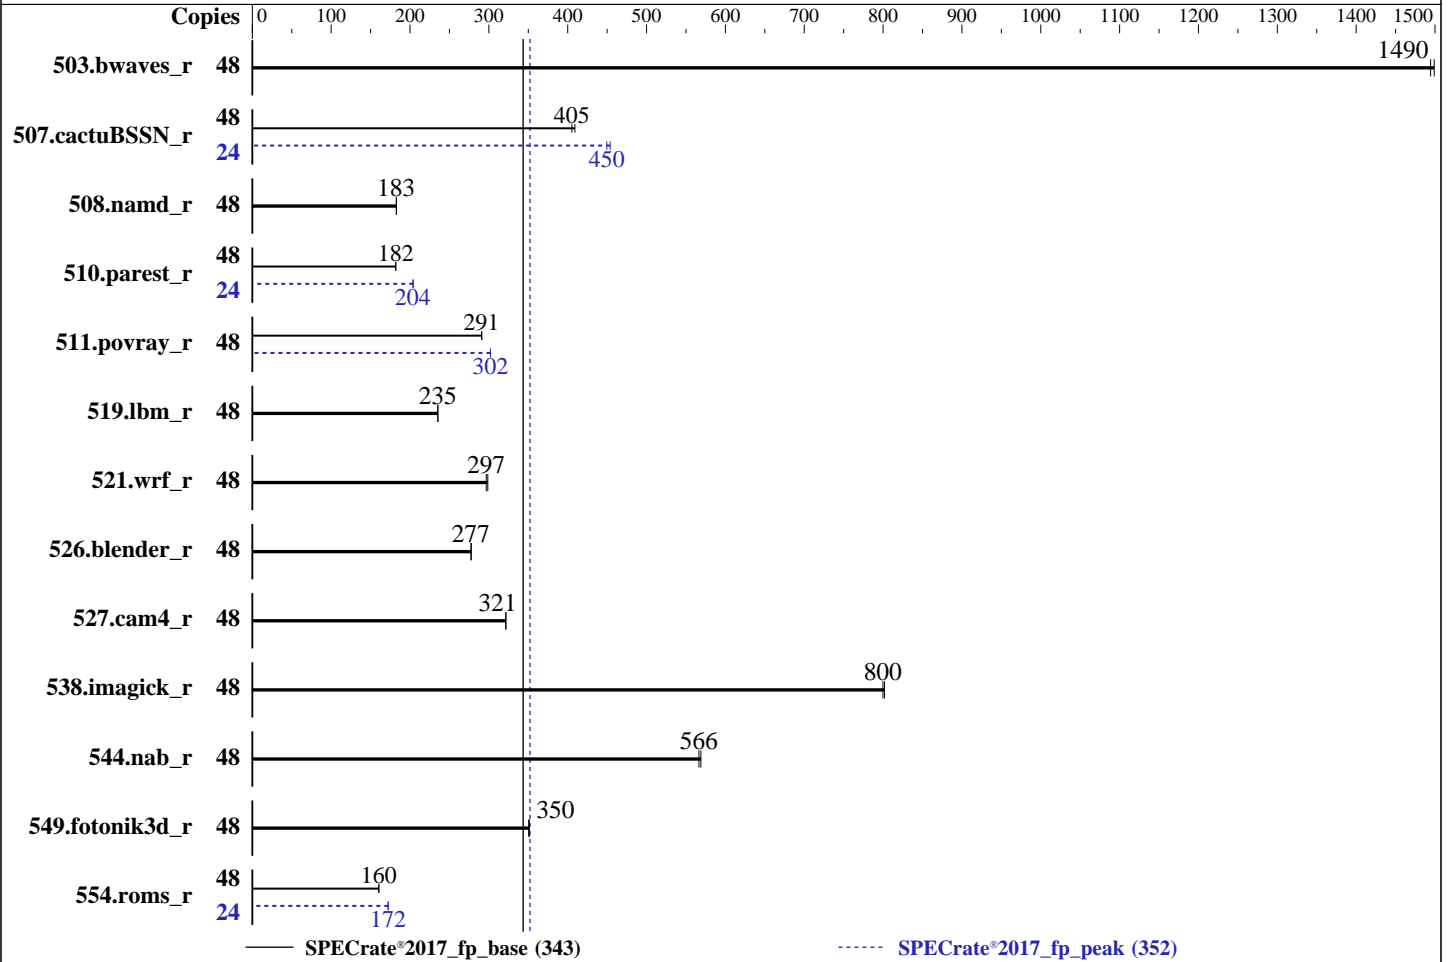 Copies 0 100 200 300 400 500 600 700 800 900 1000 1100 1200 1300 1400 1500
503.bwaves_r 48 1490
507.cactuBSSN_r 48 405
24 450
508.namd_r 48 183
510.parest_r 48 182
24 204
511.povray_r 48 291
302
519.lbm_r 48 235
521.wrf_r 48 297
526.blender_r 48 277
527.cam4_r 48 321
538.imagick_r 48 800
544.nab_r 48 566
549.fotonik3d_r 48 350
554.roms_r 48 160
24 172
SPECrate®2017_fp_base (343) SPECrate®2017_fp_peak (352)